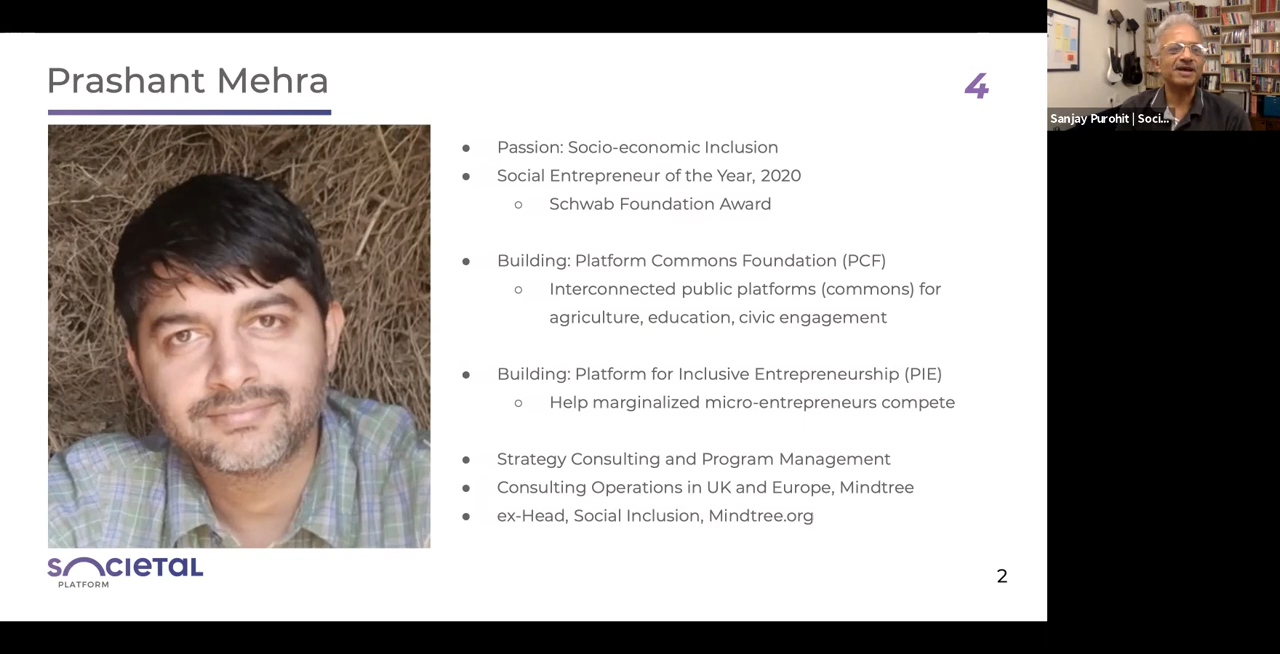 Prashant Mehra
4
● Passion: Socio-economic Inclusion
● Social Entrepreneur of the Year, 2020
○ Schwab Foundation Award
● Building: Platform Commons Foundation (PCF)
○ Interconnected public platforms (commons) for
agriculture, education, civic engagement
● Building: Platform for Inclusive Entrepreneurship (PIE)
○ Help marginalized micro-entrepreneurs compete
● Strategy Consulting and Program Management
● Consulting Operations in UK and Europe, Mindtree
● ex-Head, Social Inclusion, Mindtree.org
SOCIETAL
PLATFORM
2
Sanjay Purohit | Soci...